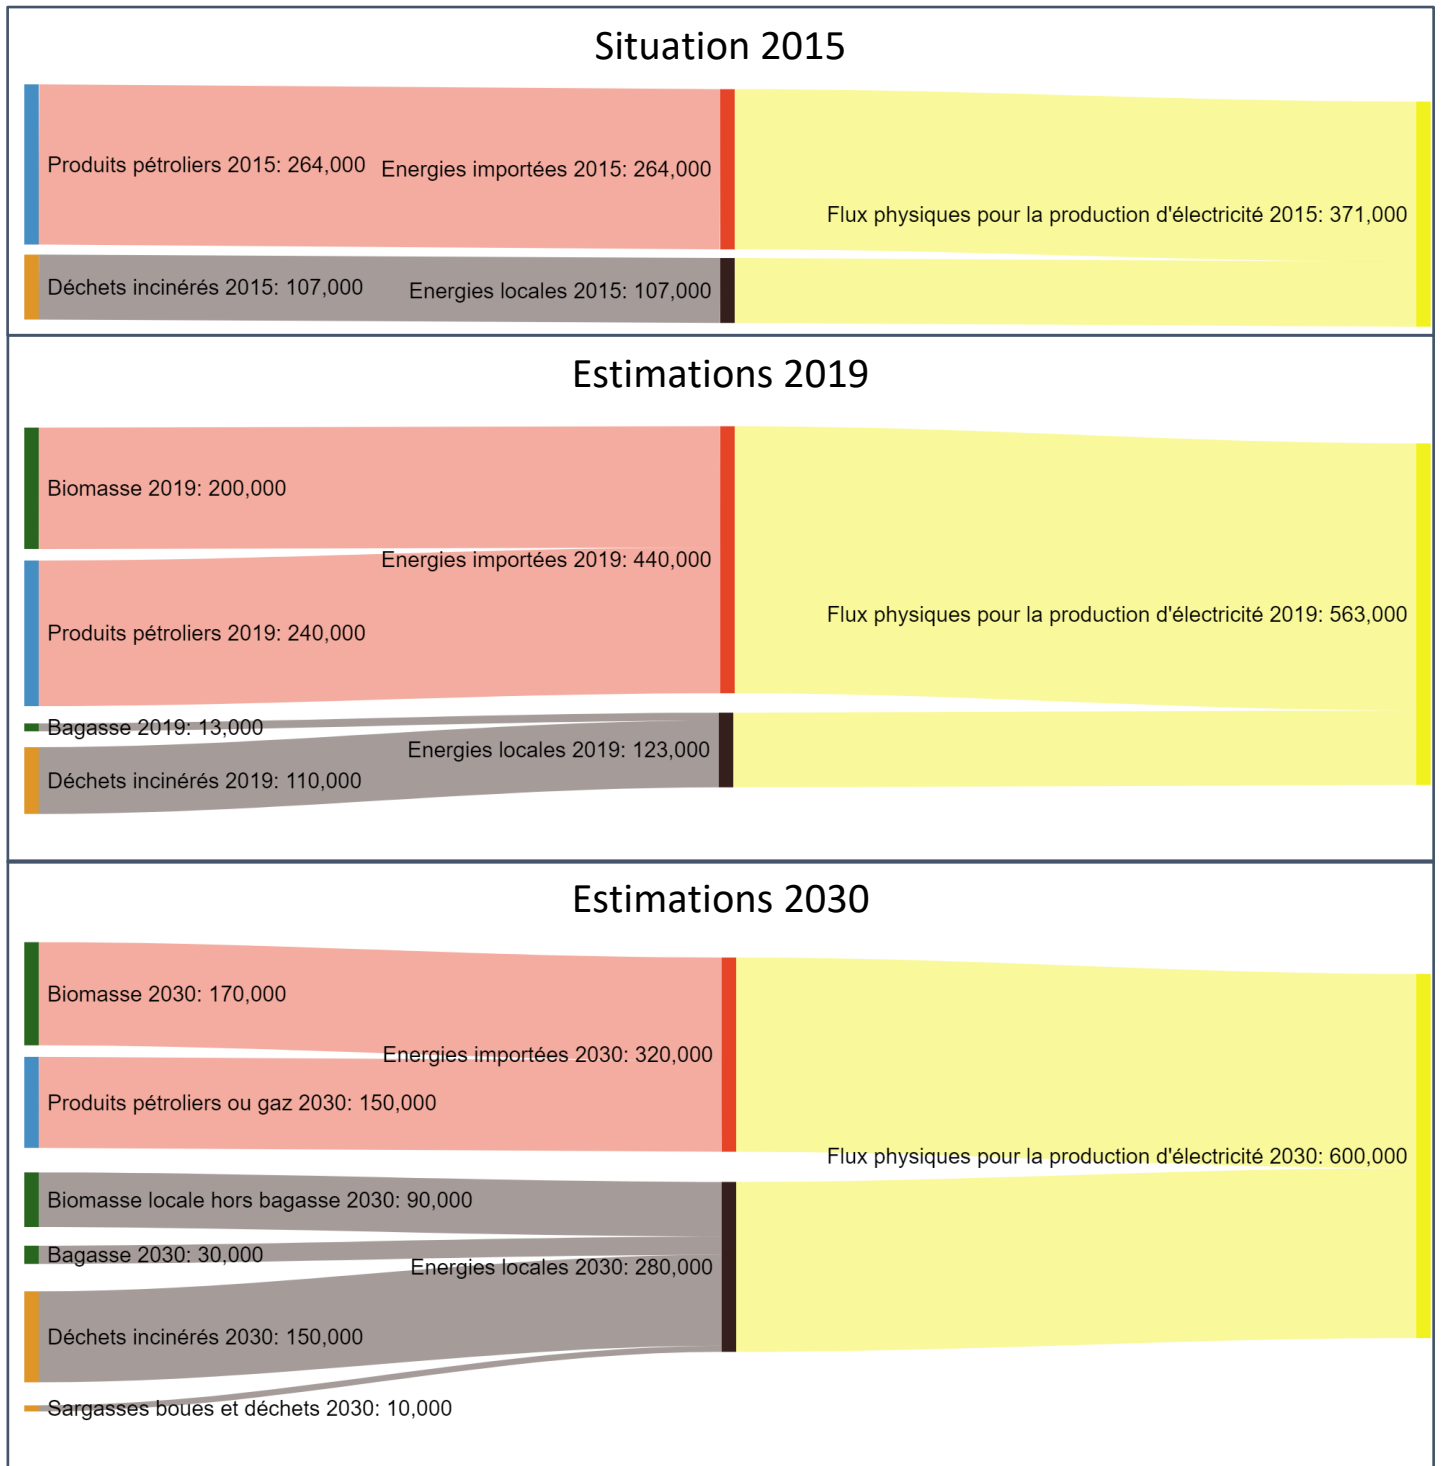 Situation 2015
Produits pétroliers 2015: 264,000
Energies importées 2015: 264,000
Flux physiques pour la production d'électricité 2015: 371,000
Déchets incinérés 2015: 107,000
Energies locales 2015: 107,000
Estimations 2019
Biomasse 2019: 200,000
Energies importées 2019: 440,000
Flux physiques pour la production d'électricité 2019: 563,000
Produits pétroliers 2019: 240,000
Bagasse 2019: 13,000
Energies locales 2019: 123,000
Déchets incinérés 2019: 110,000
Estimations 2030
Biomasse 2030: 170,000
Energies importées 2030: 320,000
Produits pétroliers ou gaz 2030: 150,000
Flux physiques pour la production d'électricité 2030: 600,000
Biomasse locale hors bagasse 2030: 90,000
Bagasse 2030: 30,000
Energies locales 2030: 280,000
Déchets incinérés 2030: 150,000
Sargasses boues et déchets 2030: 10,000